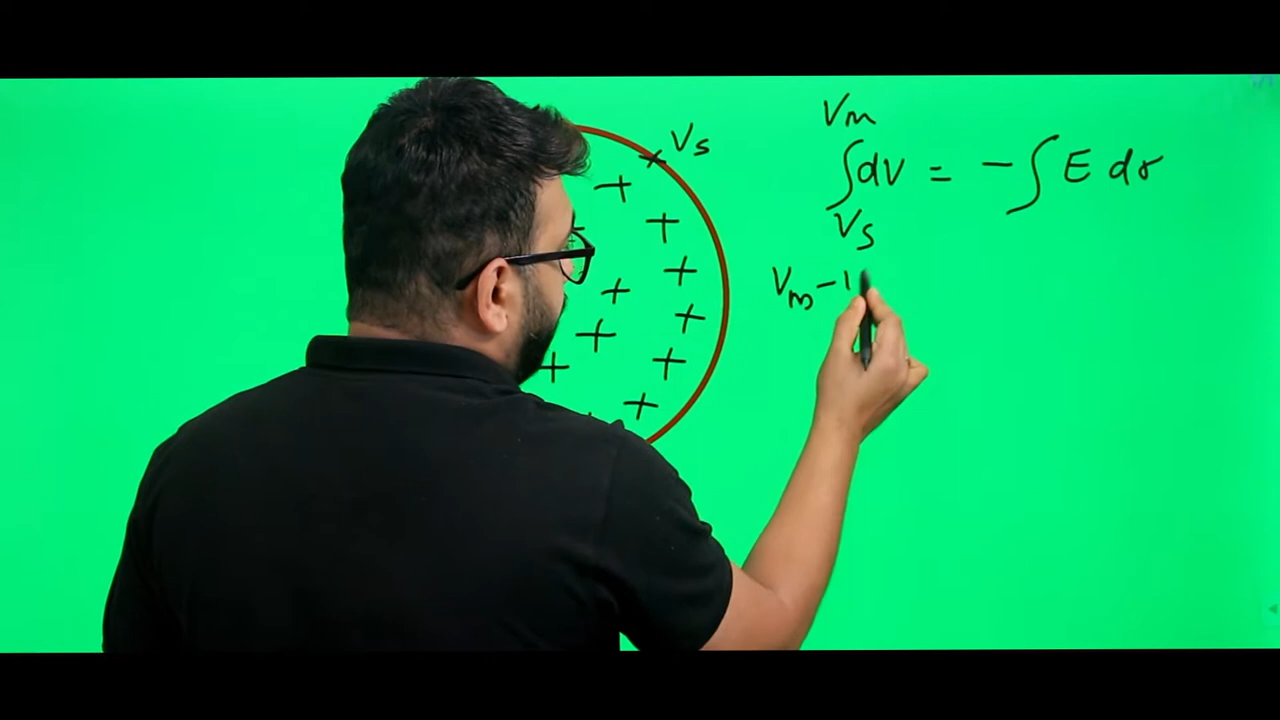 Vs
Vm
∫dV = -∫ E dr
Vs
Vm -
+ + + + + + + + + +